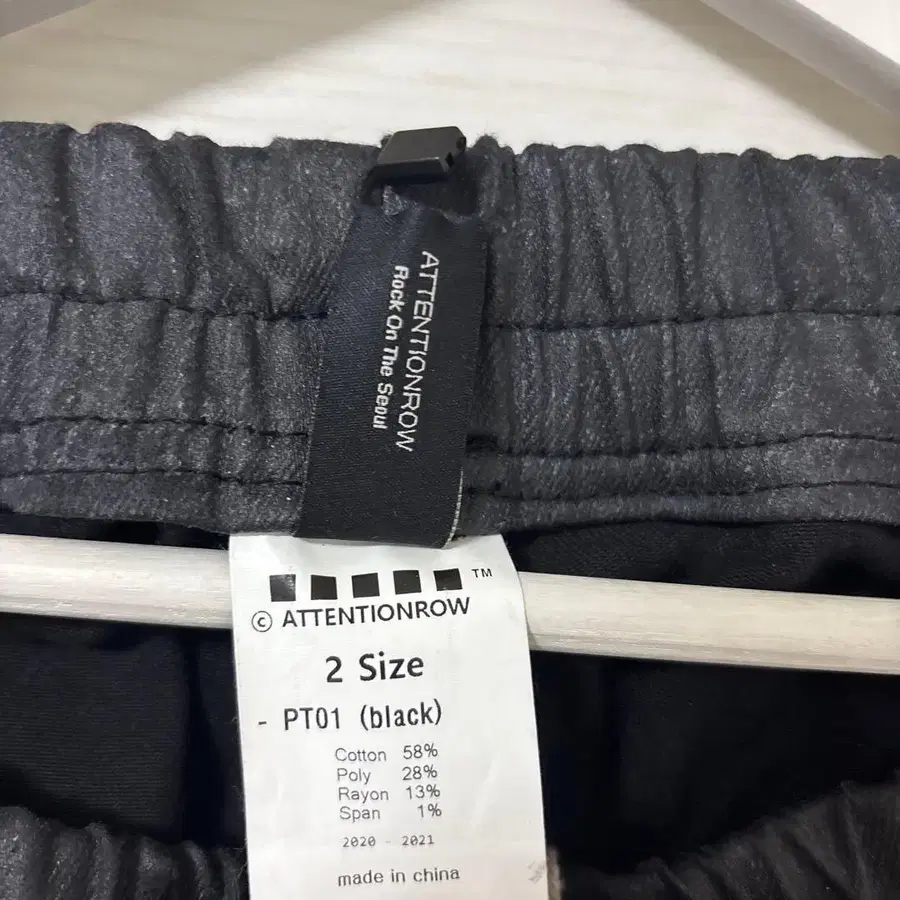 ATTENTIONROW
Rock On The Seoul
TM
© ATTENTIONROW
2 Size
- PT01 (black)
Cotton 58%
Poly 28%
Rayon 13%
Span 1%
2020 - 2021
made in china